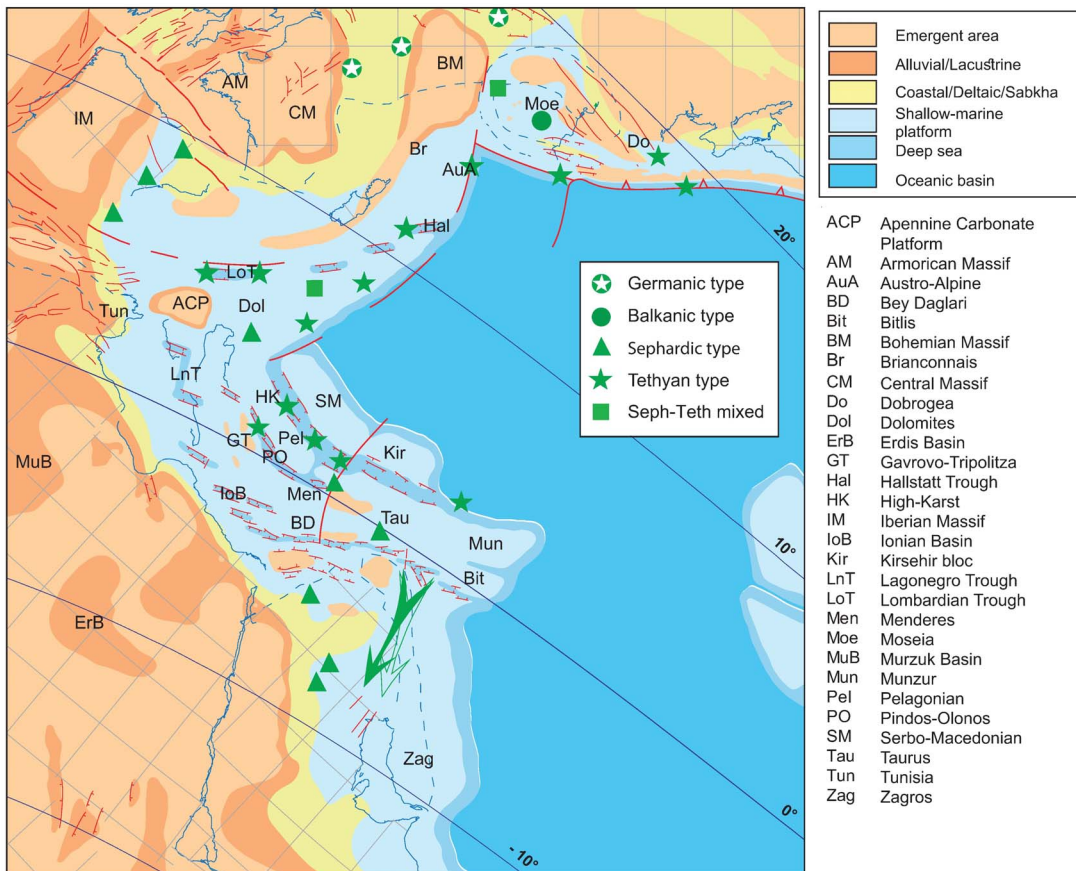 AM
BM
IM
CM
Moe
Br
Do
AuA
Hal
20°
LoT
ACP
Dol
Tun
LnT
HK
SM
GT
Pel
PO
Kir
MuB
IoB
Men
BD
Tau
Mun
10°
Bit
ErB
Zag
0°
- 10°
Germanic type
Balkanic type
Sephardic type
Tethyan type
Seph-Teth mixed
Emergent area
Alluvial/Lacustrine
Coastal/Deltaic/Sabkha
Shallow-marine
platform
Deep sea
Oceanic basin
ACP Apennine Carbonate
Platform
AM Armorican Massif
AuA Austro-Alpine
BD Bey Daglari
Bit Bitlis
BM Bohemian Massif
Br Brianconnais
CM Central Massif
Do Dobrogea
Dol Dolomites
ErB Erdis Basin
GT Gavrovo-Tripolitza
Hal Hallstatt Trough
HK High-Karst
IM Iberian Massif
IoB Ionian Basin
Kir Kirsehir bloc
LnT Lagonegro Trough
LoT Lombardian Trough
Men Menderes
Moe Moseia
MuB Murzuk Basin
Mun Munzur
Pel Pelagonian
PO Pindos-Olonos
SM Serbo-Macedonian
Tau Taurus
Tun Tunisia
Zag Zagros